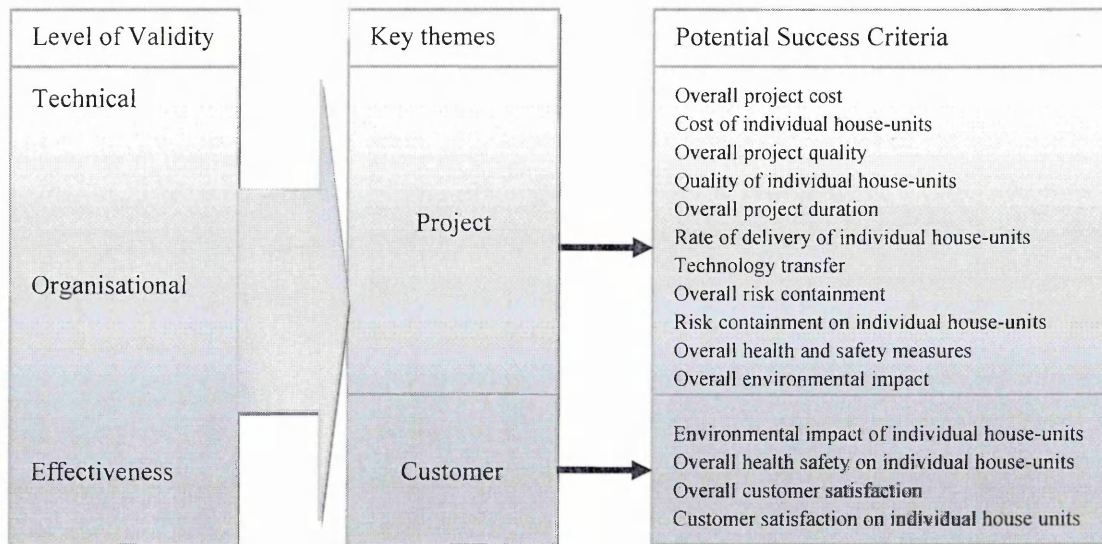 Level of Validity
Technical
Organisational
Effectiveness
Key themes
Project
Customer
Potential Success Criteria
Overall project cost
Cost of individual house-units
Overall project quality
Quality of individual house-units
Overall project duration
Rate of delivery of individual house-units
Technology transfer
Overall risk containment
Risk containment on individual house-units
Overall health and safety measures
Overall environmental impact
Environmental impact of individual house-units
Overall health safety on individual house-units
Overall customer satisfaction
Customer satisfaction on individual house units